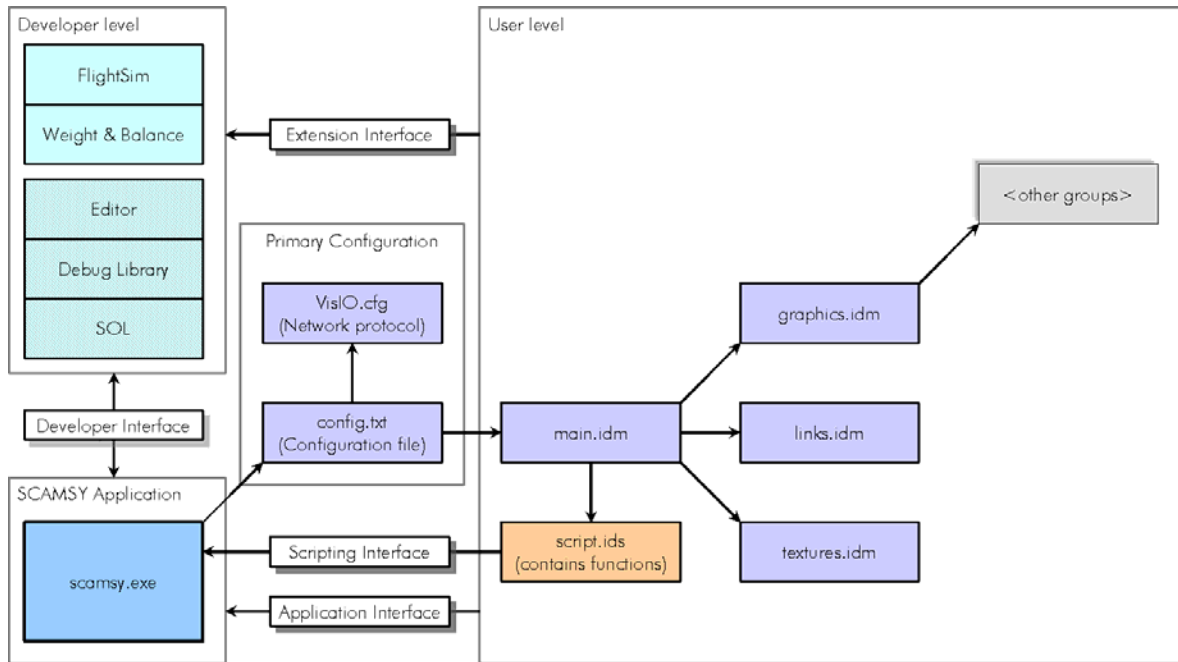 Developer level
FlightSim
Weight & Balance
Editor
Debug Library
SOL
Developer Interface
SCAMSY Application
scamsy.exe
Extension Interface
Primary Configuration
VisIO.cfg
(Network protocol)
config.txt
(Configuration file)
Scripting Interface
Application Interface
User level
<other groups>
graphics.idm
main.idm
links.idm
script.ids
(contains functions)
textures.idm